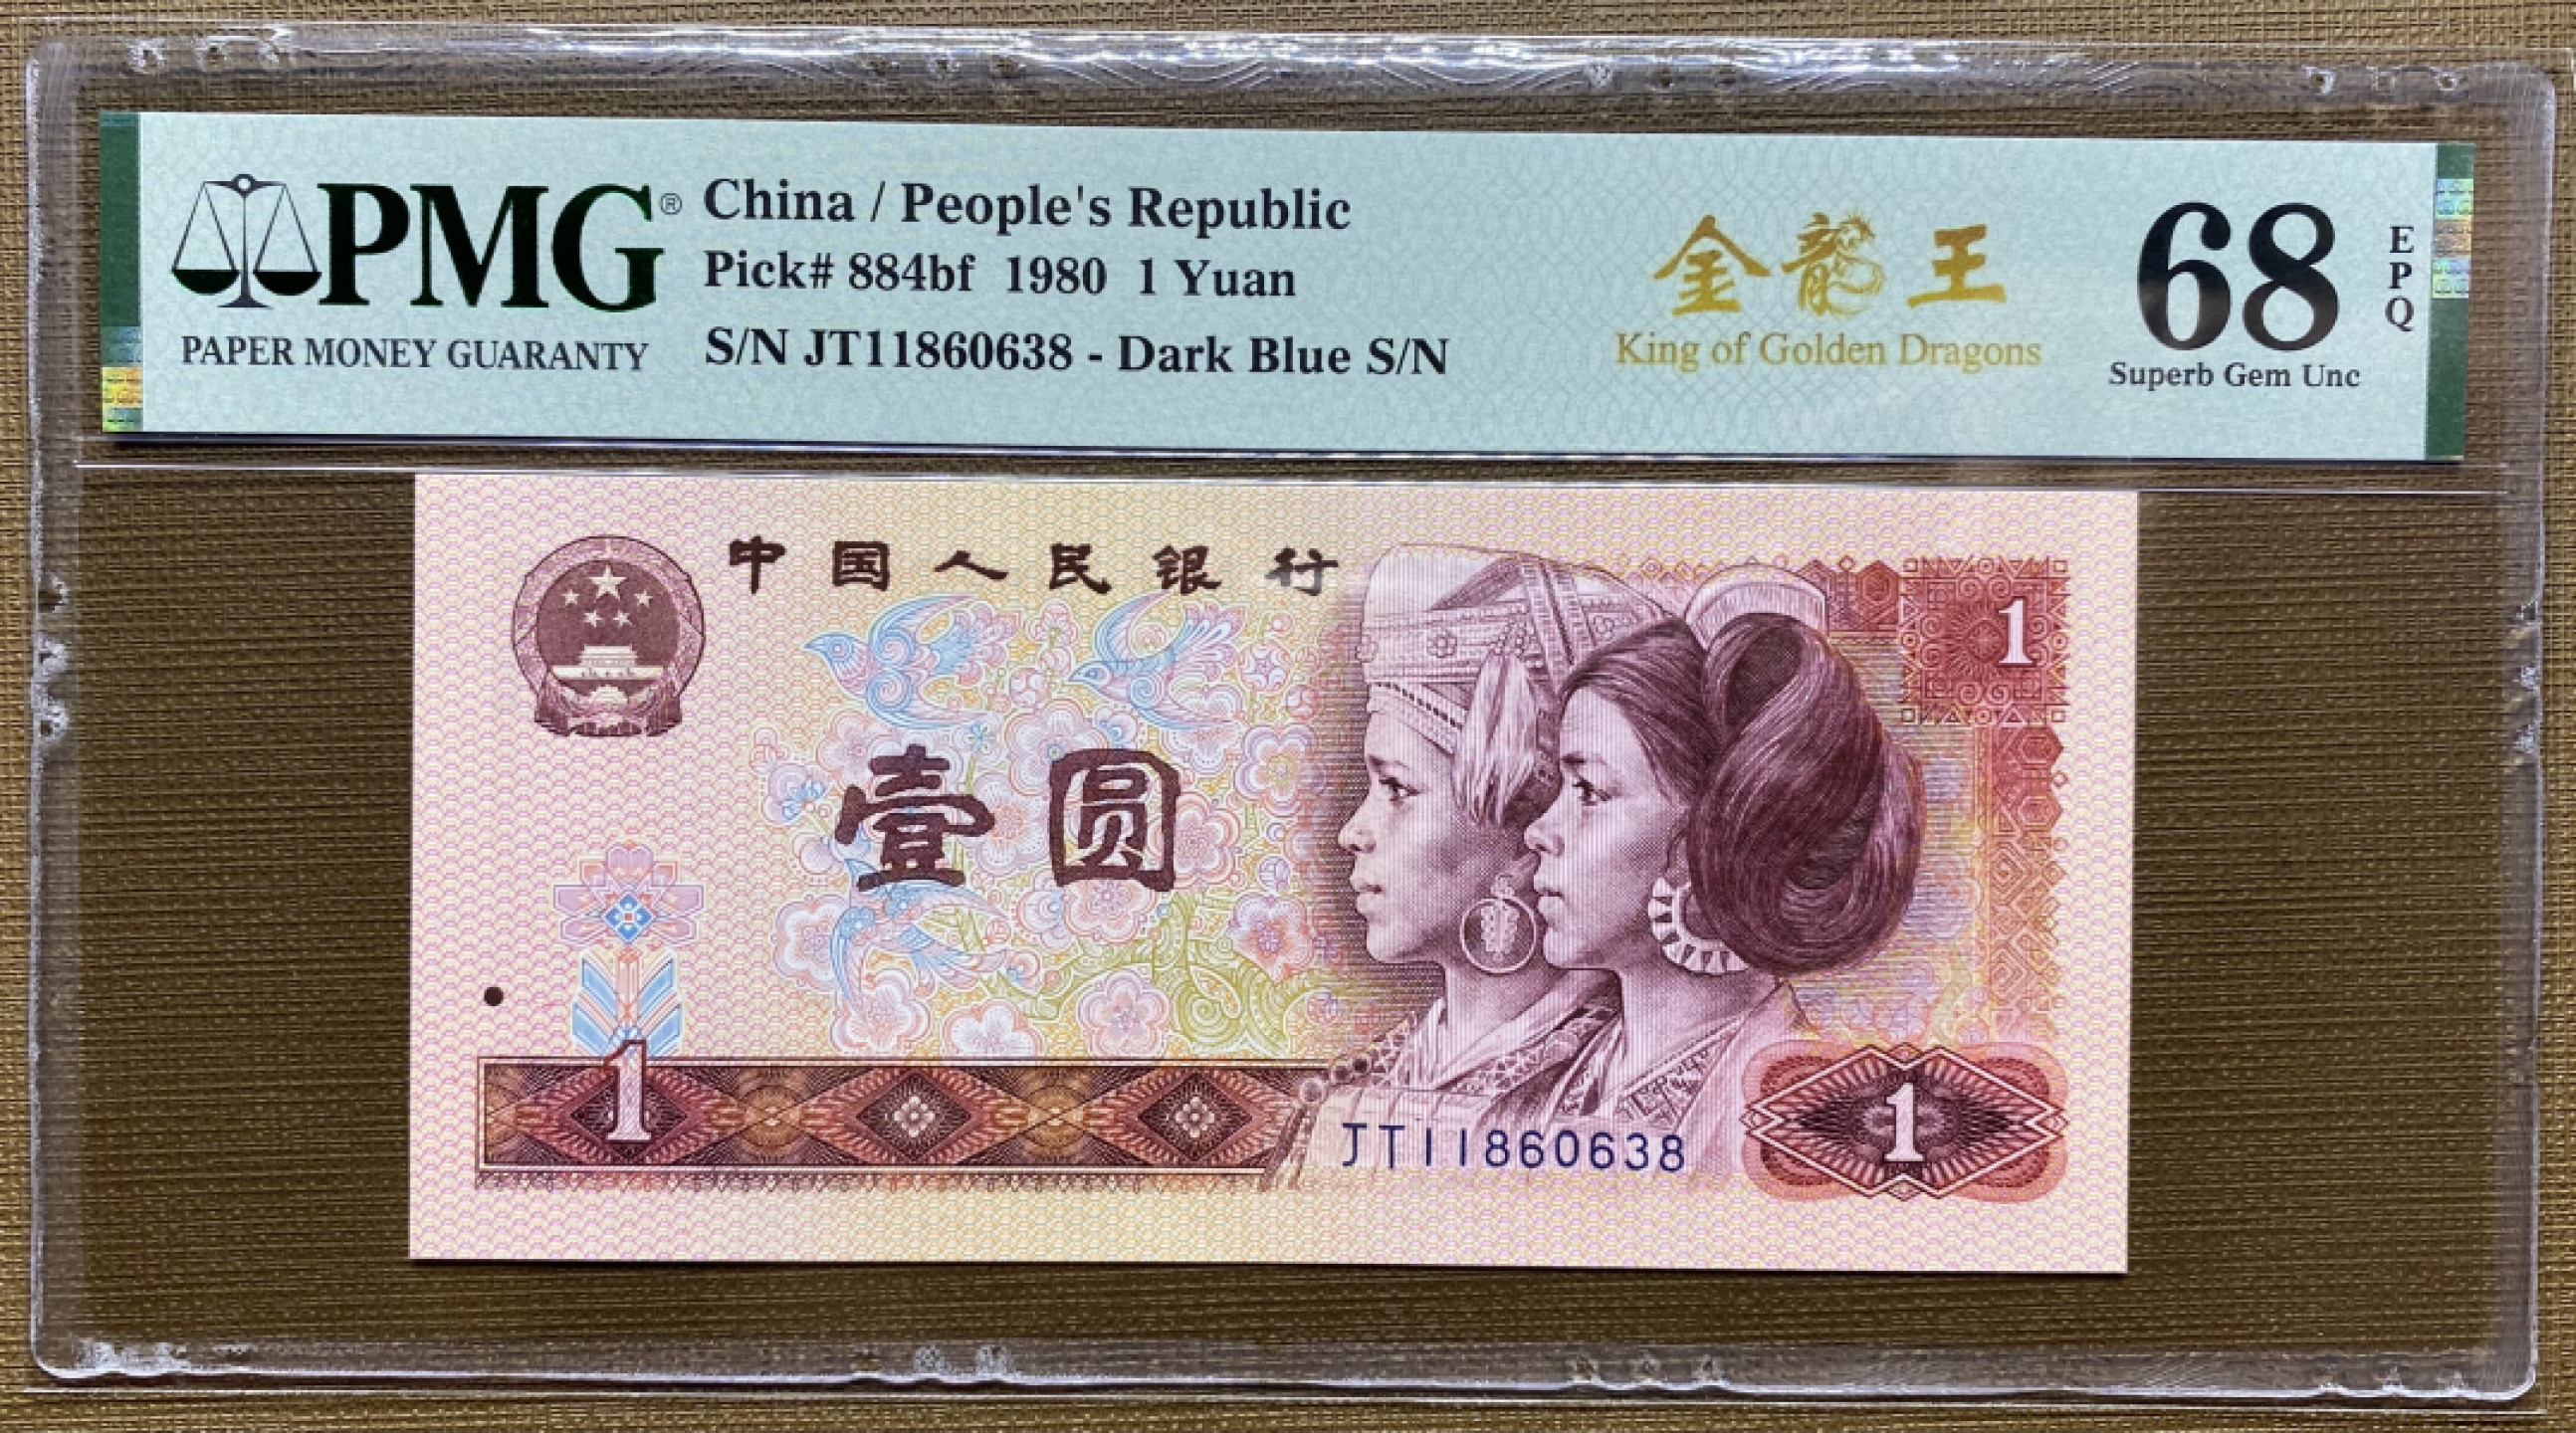 PMG®
PAPER MONEY GUARANTY
China / People's Republic
Pick# 884bf 1980 1 Yuan
S/N JT11860638 - Dark Blue S/N
金龍王
King of Golden Dragons
68
EPQ
Superb Gem Unc
中国人民银行
1
壹圆
1
JT11860638
1